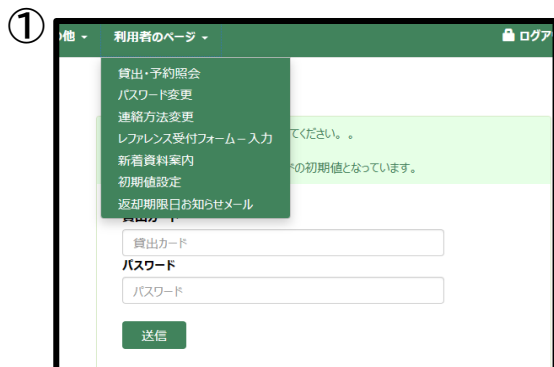 ①
の他 利用者のページ ログア
貸出・予約照会
パスワード変更
連絡方法変更
レファレンス受付フォームー入力
新着資料案内
初期値設定
返却期限日お知らせメール
てください。。
の初期値となっています。
貸出カード
貸出カード
パスワード
パスワード
送信